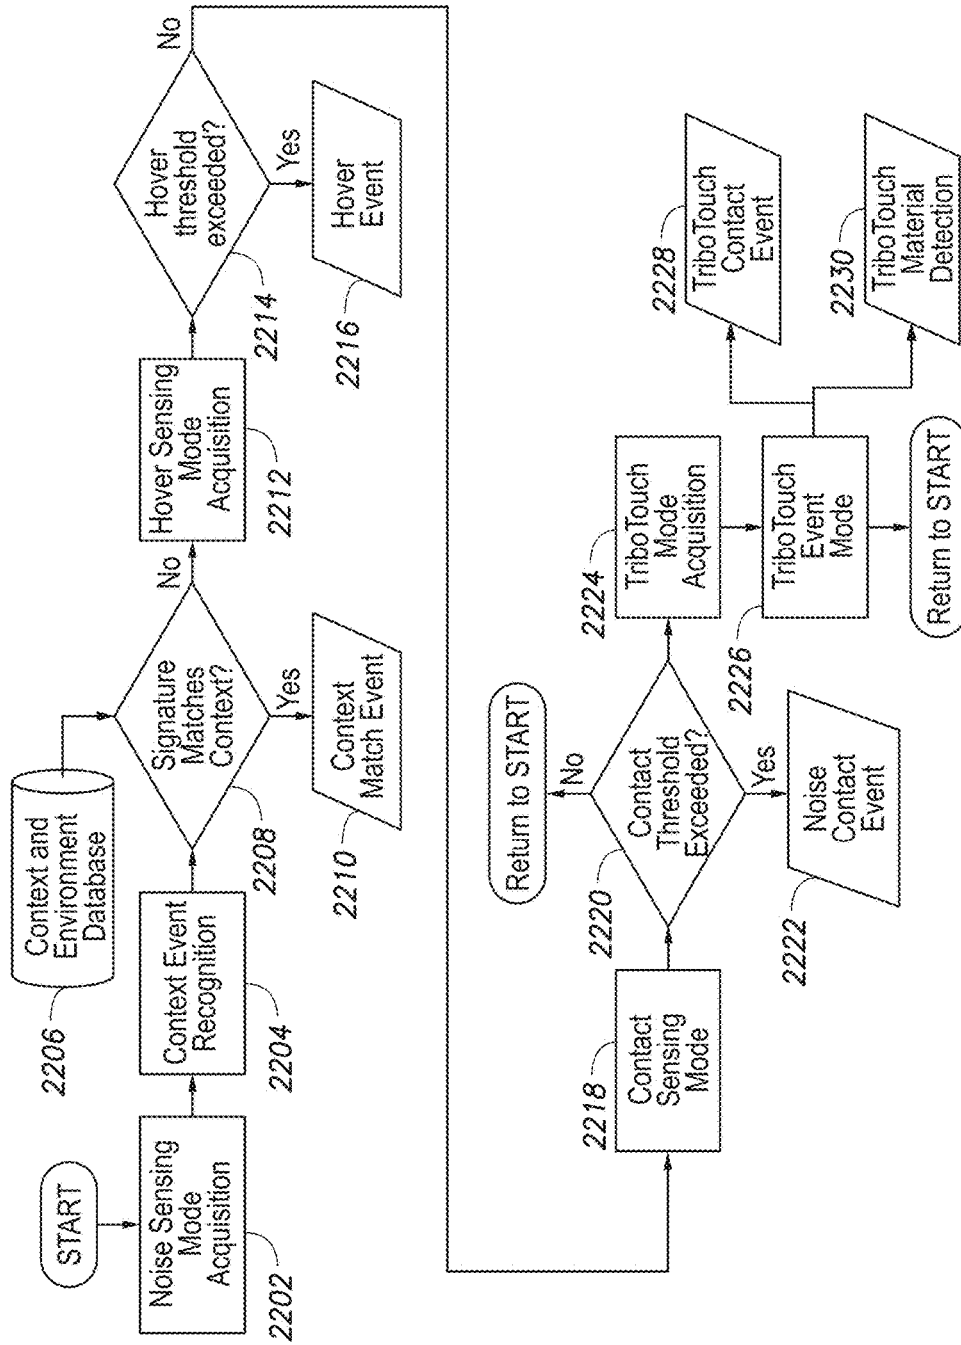 START
Noise Sensing
Mode
Acquisition
2202
Context Event
Recognition
2204
Context and
Environment
Database
2206
Signature
Matches
Context?
2208
Yes
Context
Match Event
2210
No
Hover Sensing
Mode
Acquisition
2212
Hover
threshold
exceeded?
2214
Yes
Hover
Event
2216
No
Contact
Sensing
Mode
2218
Contact
Threshold
Exceeded?
2220
No
Return to START
Yes
Noise
Contact
Event
2222
TriboTouch
Mode
Acquisition
2224
TriboTouch
Event
Mode
2226
Return to START
TriboTouch
Contact
Event
2228
TriboTouch
Material
Detection
2230